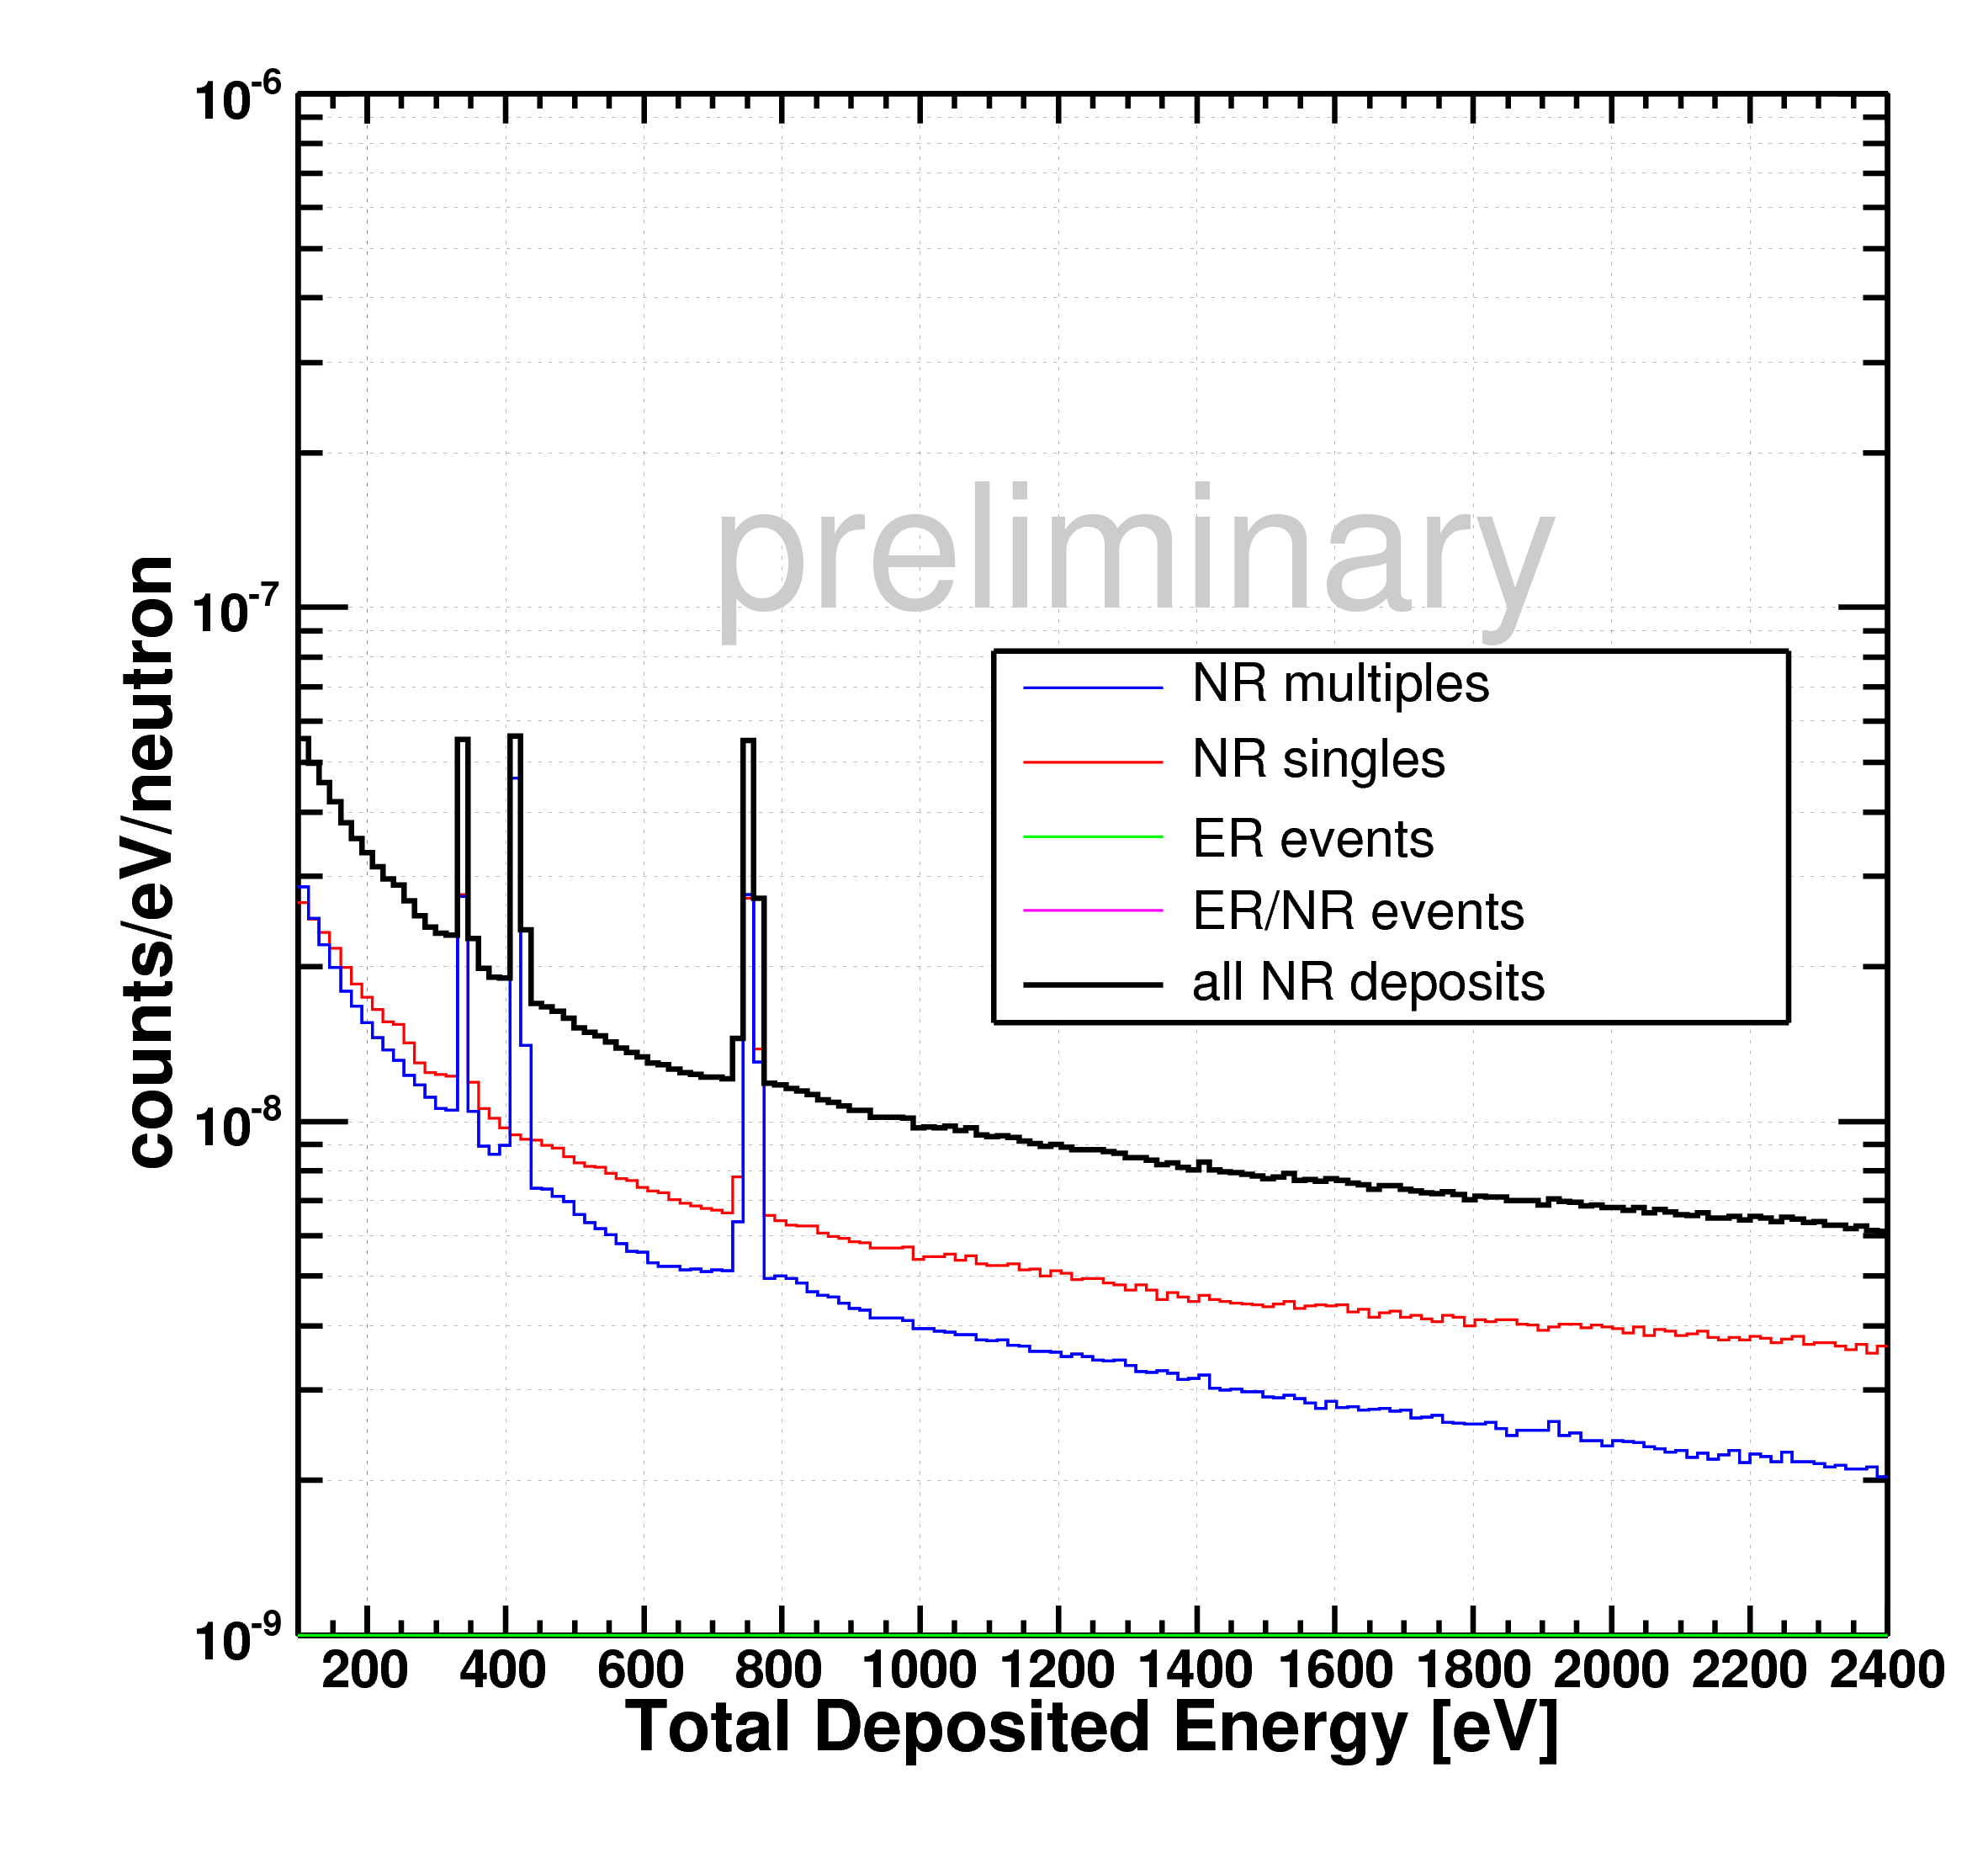 10-6
preliminary
10-7
NR multiples
NR singles
ER events
ER/NR events
all NR deposits
10-8
10-9
counts/eV/neutron
200 400 600 800 1000 1200 1400 1600 1800 2000 2200 2400
Total Deposited Energy [eV]